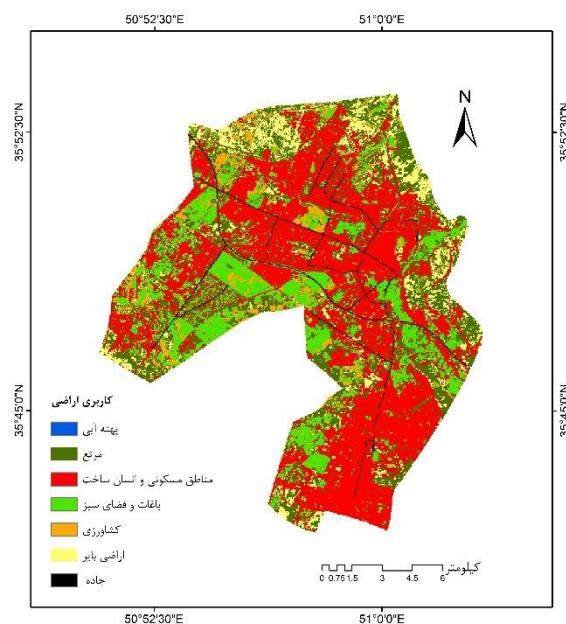 50°52'30"E 51°0'0"E
N
35°52'30"N 35°52'30"N
35°45'0"N 35°45'0"N
کاربری اراضی
پهنه آبی
مرتع
مناطق مسکونی و انسان ساخت
باغات و فضای سبز
کشاورزی
اراضی بایر
جاده
کیلومتر
0 0.75 1.5 3 4.5 6
50°52'30"E 51°0'0"E